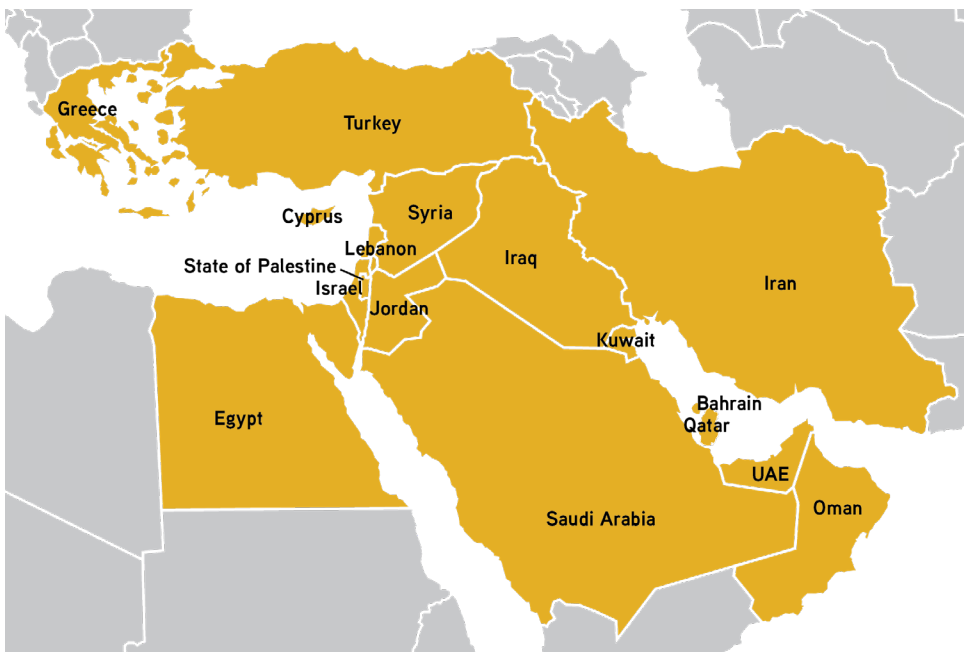 Greece
Turkey
Cyprus
Syria
Lebanon
State of Palestine
Israel
Iraq
Iran
Jordan
Kuwait
Egypt
Bahrain
Qatar
UAE
Saudi Arabia
Oman